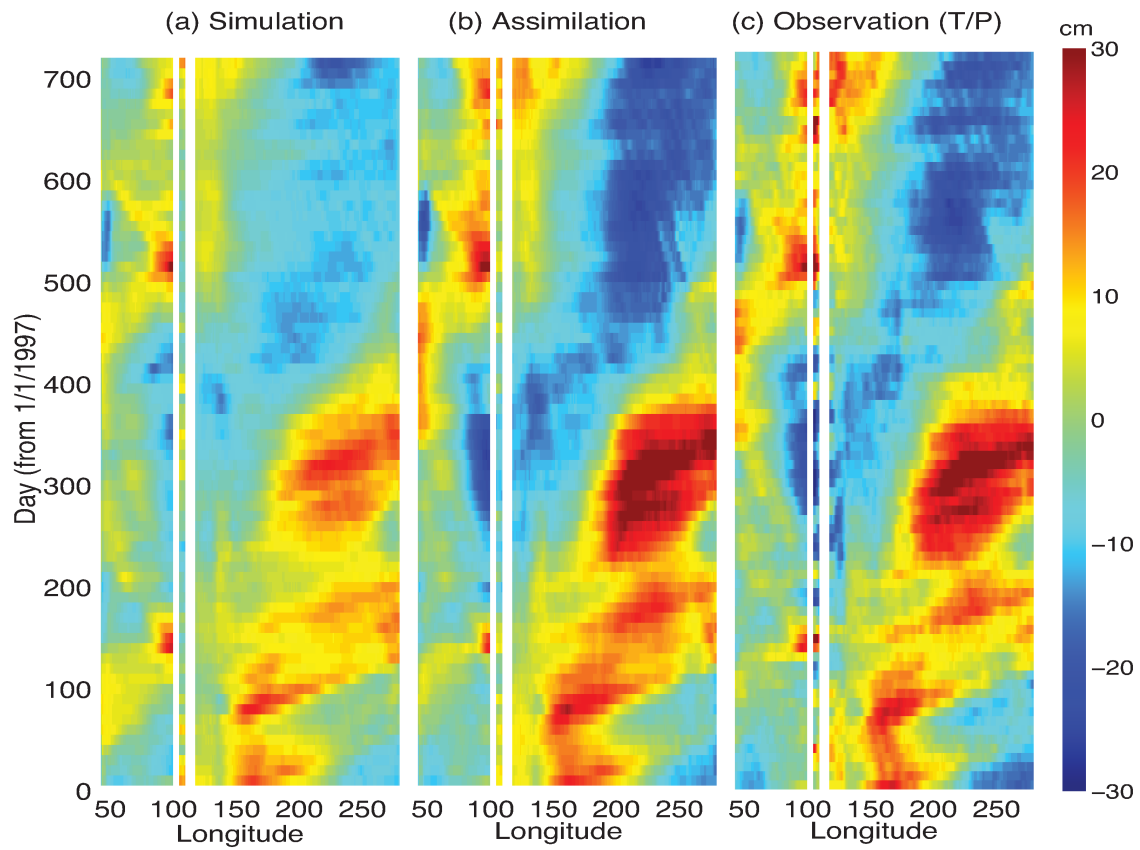 (a) Simulation
(b) Assimilation
(c) Observation (T/P)
cm
Day (from 1/1/1997)
700
600
500
400
300
200
100
0
50 100 150 200 250
Longitude
50 100 150 200 250
Longitude
50 100 150 200 250
Longitude
30
20
10
0
−10
−20
−30